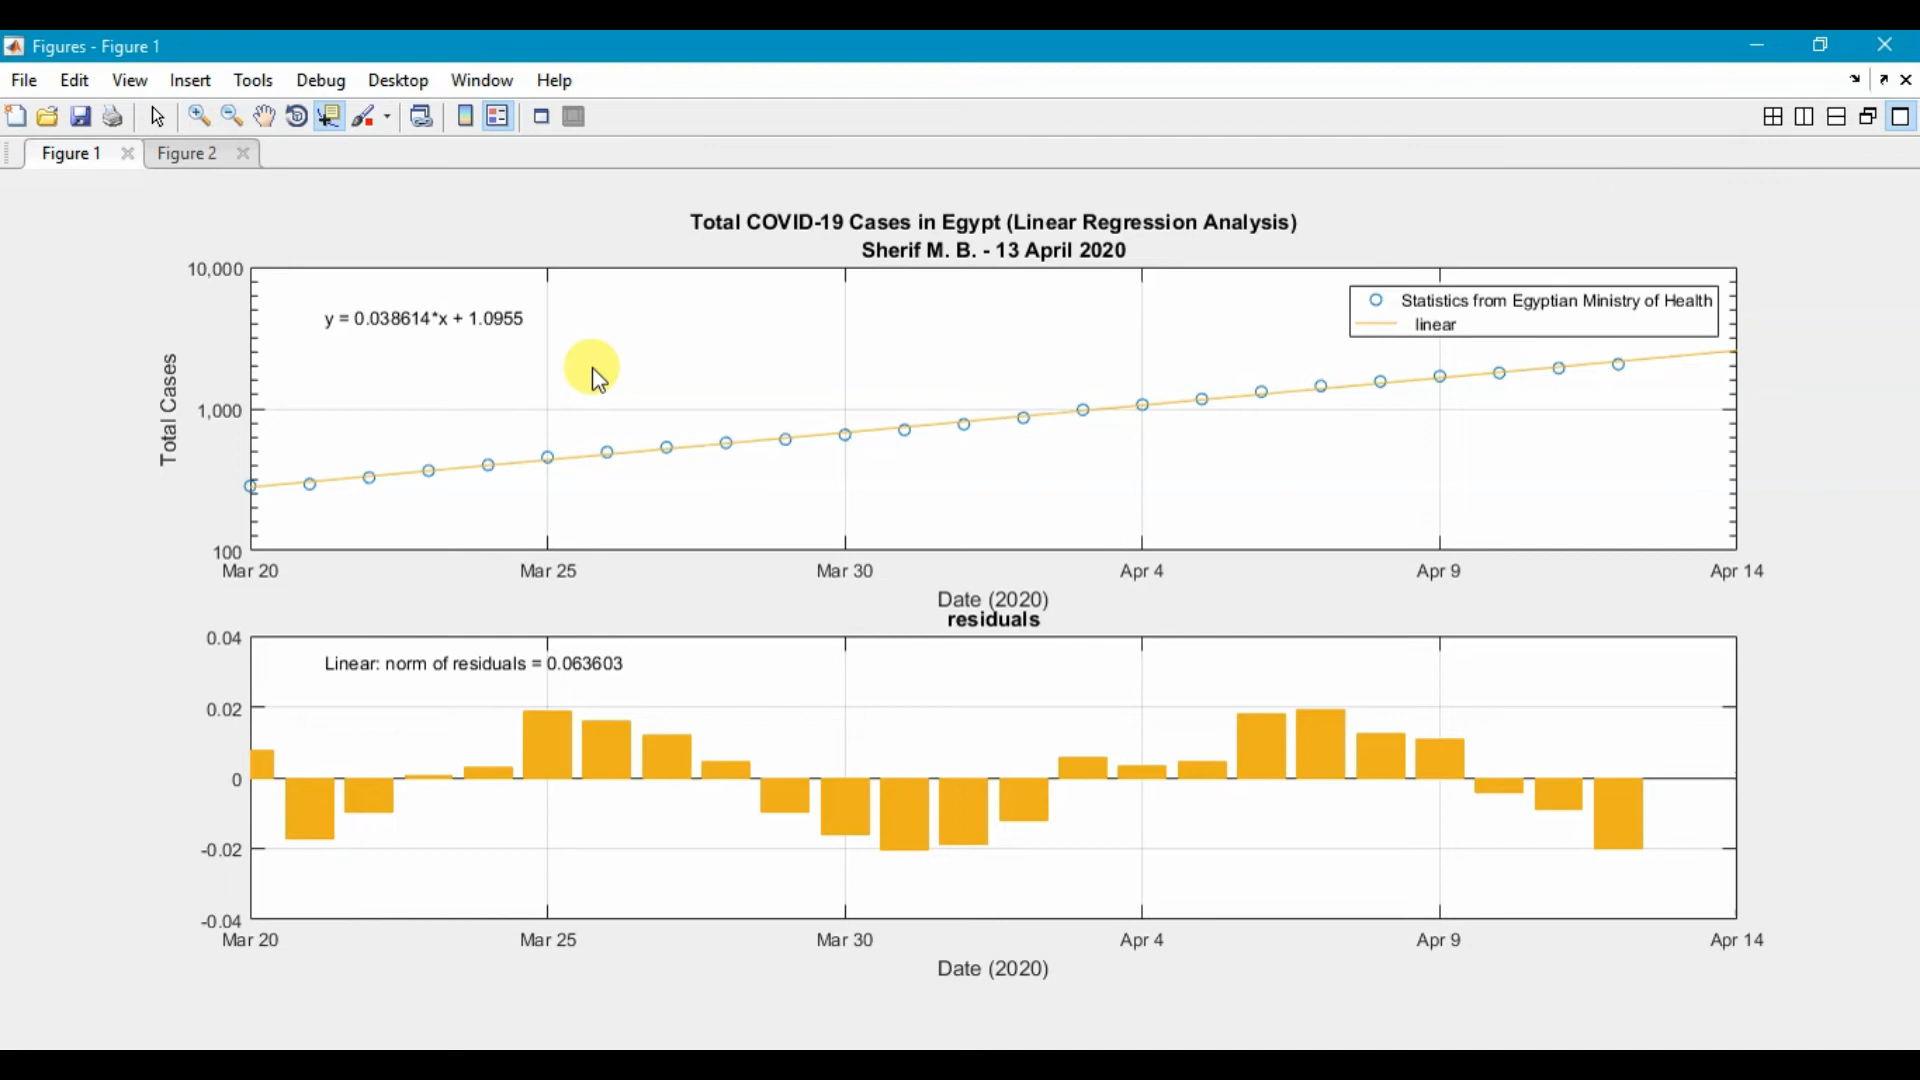 Figures - Figure 1
File Edit View Insert Tools Debug Desktop Window Help
Figure 1 Figure 2
Total COVID-19 Cases in Egypt (Linear Regression Analysis)
Sherif M. B. - 13 April 2020
10,000
1,000
100
Total Cases
y = 0.038614*x + 1.0955
Statistics from Egyptian Ministry of Health
linear
Mar 20 Mar 25 Mar 30 Apr 4 Apr 9 Apr 14
Date (2020)
residuals
0.04
0.02
0
-0.02
-0.04
Linear: norm of residuals = 0.063603
Mar 20 Mar 25 Mar 30 Apr 4 Apr 9 Apr 14
Date (2020)